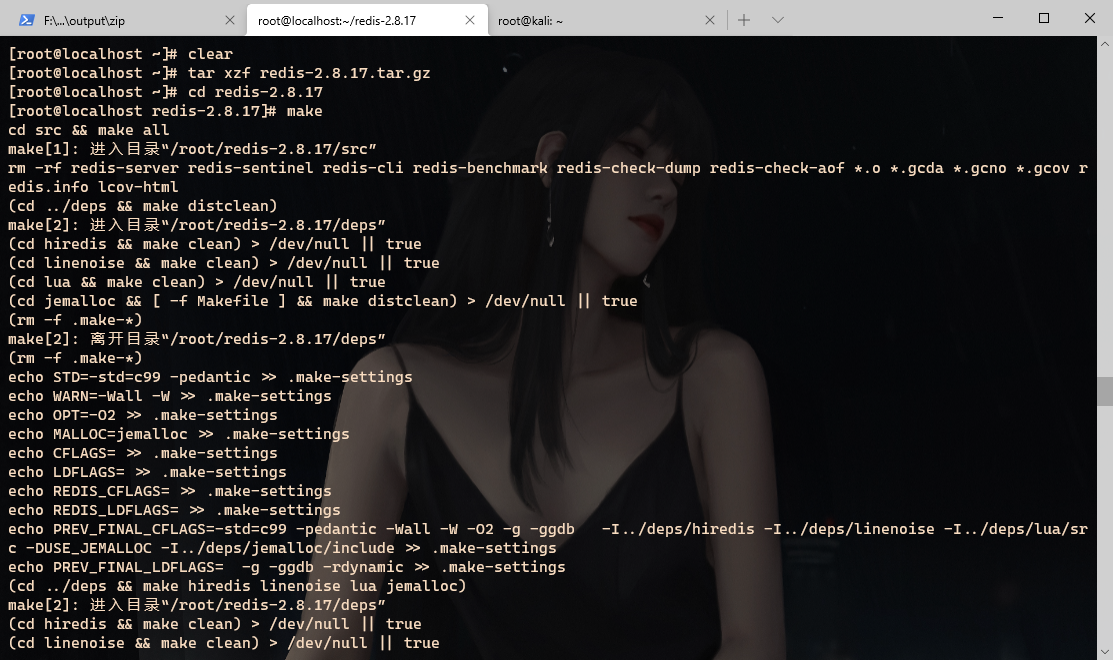 F:\...\output\zip
root@localhost:~/redis-2.8.17
root@kali: ~
[root@localhost ~]# clear
[root@localhost ~]# tar xzf redis-2.8.17.tar.gz
[root@localhost ~]# cd redis-2.8.17
[root@localhost redis-2.8.17]# make
cd src && make all
make[1]: 进入目录“/root/redis-2.8.17/src”
rm -rf redis-server redis-sentinel redis-cli redis-benchmark redis-check-dump redis-check-aof *.o *.gcda *.gcno *.gcov r
edis.info lcov-html
(cd ../deps && make distclean)
make[2]: 进入目录“/root/redis-2.8.17/deps”
(cd hiredis && make clean) > /dev/null || true
(cd linenoise && make clean) > /dev/null || true
(cd lua && make clean) > /dev/null || true
(cd jemalloc && [ -f Makefile ] && make distclean) > /dev/null || true
(rm -f .make-*)
make[2]: 离开目录“/root/redis-2.8.17/deps”
(rm -f .make-*)
echo STD=-std=c99 -pedantic >> .make-settings
echo WARN=-Wall -W >> .make-settings
echo OPT=-O2 >> .make-settings
echo MALLOC=jemalloc >> .make-settings
echo CFLAGS= >> .make-settings
echo LDFLAGS= >> .make-settings
echo REDIS_CFLAGS= >> .make-settings
echo REDIS_LDFLAGS= >> .make-settings
echo PREV_FINAL_CFLAGS=-std=c99 -pedantic -Wall -W -O2 -g -ggdb   -I../deps/hiredis -I../deps/linenoise -I../deps/lua/sr
c -DUSE_JEMALLOC -I../deps/jemalloc/include >> .make-settings
echo PREV_FINAL_LDFLAGS=  -g -ggdb -rdynamic >> .make-settings
(cd ../deps && make hiredis linenoise lua jemalloc)
make[2]: 进入目录“/root/redis-2.8.17/deps”
(cd hiredis && make clean) > /dev/null || true
(cd linenoise && make clean) > /dev/null || true